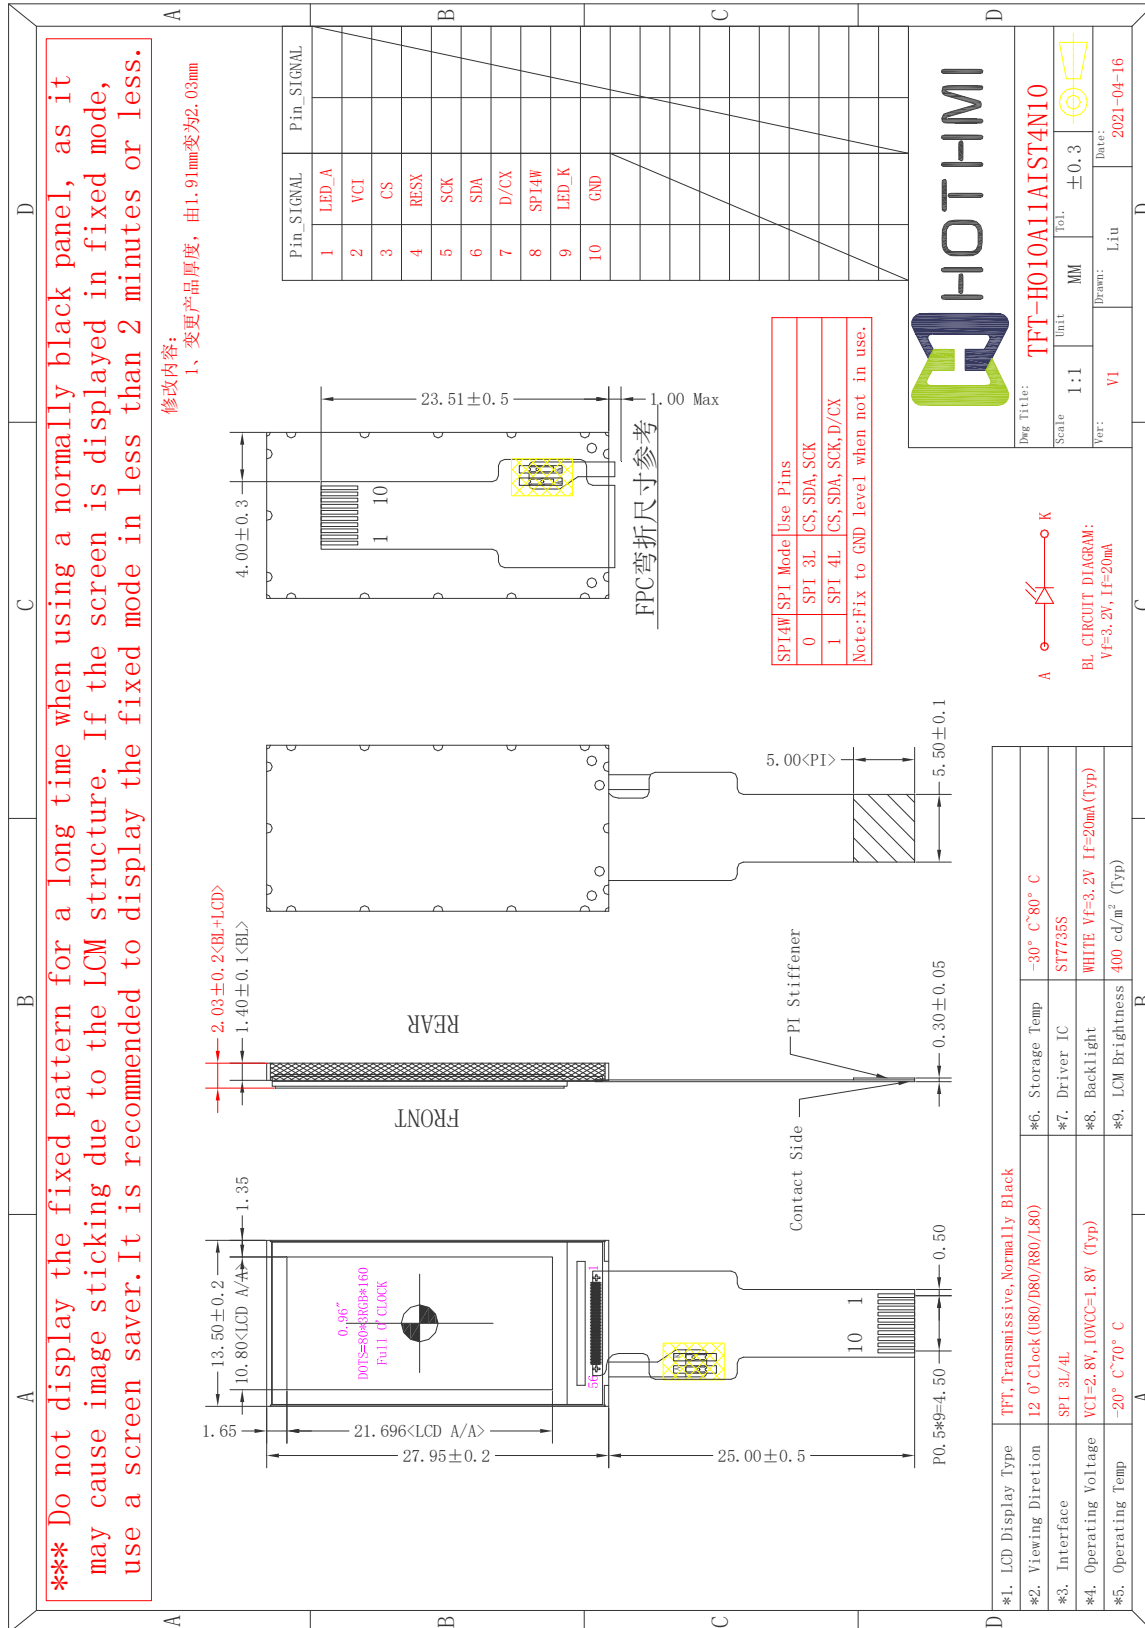 *** Do not display the fixed pattern for a long time when using a normally black panel, as it
may cause image sticking due to the LCM structure. If the screen is displayed in fixed mode,
use a screen saver.It is recommended to display the fixed mode in less than 2 minutes or less.
修改内容:
1、变更产品厚度, 由1.91mm变为2.03mm
A
B
C
D
A
B
C
D
A
B
C
D
A
B
C
D
1.65
13.50±0.2
10.80<LCD A/A>
1.35
0.96"
DOTS=80*3RGB*160
Full O'CLOCK
21.696<LCD A/A>
27.95±0.2
56
1
25.00±0.5
10
1
P0.5*9=4.50
0.50
2.03±0.2<BL+LCD>
1.40±0.1<BL>
FRONT
REAR
Contact Side
PI Stiffener
0.30±0.05
5.00<PI>
5.50±0.1
4.00±0.3
1
10
23.51±0.5
1.00 Max
FPC弯折尺寸参考
SPI4W SPI Mode Use Pins
0 SPI 3L CS, SDA, SCK
1 SPI 4L CS, SDA, SCK, D/CX
Note:Fix to GND level when not in use.
A
K
BL CIRCUIT DIAGRAM:
Vf=3.2V, If=20mA
Pin_SIGNAL Pin_SIGNAL
1 LED_A
2 VCI
3 CS
4 RESX
5 SCK
6 SDA
7 D/CX
8 SPI4W
9 LED_K
10 GND
*1. LCD Display Type TFT, Transmissive, Normally Black
*2. Viewing Diretion 12 O'Clock(U80/D80/R80/L80)
*3. Interface SPI 3L/4L
*4. Operating Voltage VCI=2.8V, IOVCC=1.8V (Typ)
*5. Operating Temp -20° C~70° C
*6. Storage Temp -30° C~80° C
*7. Driver IC ST7735S
*8. Backlight WHITE Vf=3.2V If=20mA(Typ)
*9. LCM Brightness 400 cd/m² (Typ)
HOTHMI
Dwg Title:
TFT-H010A11AIST4N10
Scale 1:1 Unit MM Tol. ±0.3
Ver: V1 Drawn: Liu Date: 2021-04-16